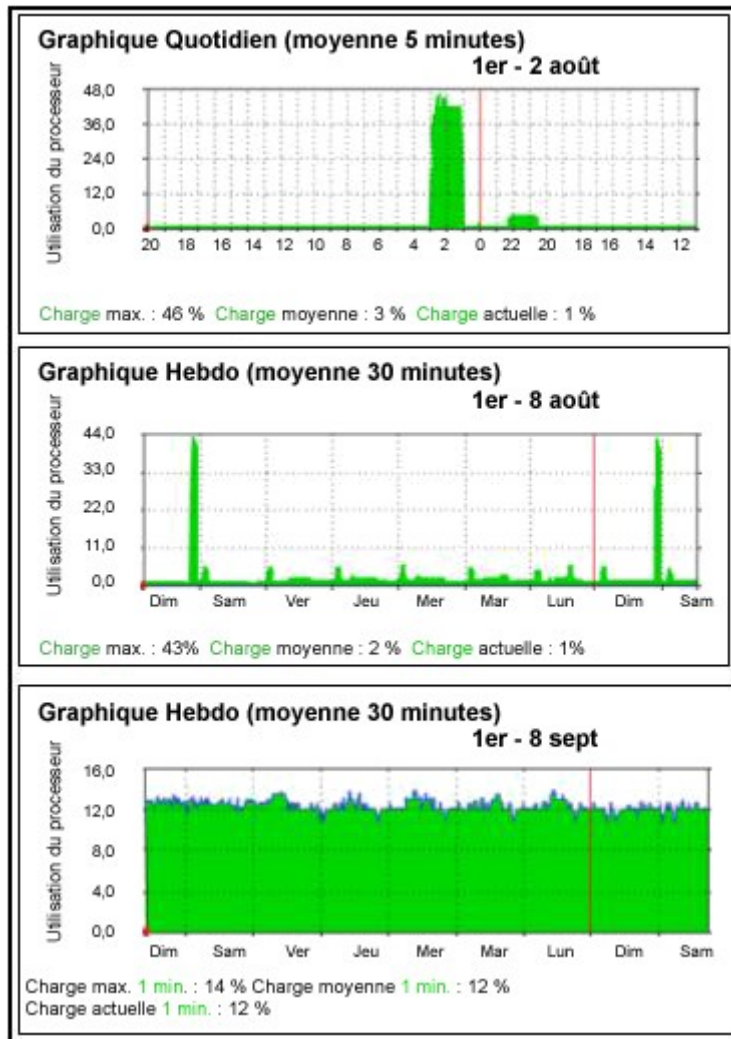 Graphique Quotidien (moyenne 5 minutes)
1er - 2 août
Utilisation du processeur
48,0
36,0
24,0
12,0
0,0
20 18 16 14 12 10 8 6 4 2 0 22 20 18 16 14 12
Charge max. : 46 % Charge moyenne : 3 % Charge actuelle : 1 %
Graphique Hebdo (moyenne 30 minutes)
1er - 8 août
Utilisation du processeur
44,0
33,0
22,0
11,0
0,0
Dim Sam Ver Jeu Mer Mar Lun Dim Sam
Charge max. : 43% Charge moyenne : 2 % Charge actuelle : 1%
Graphique Hebdo (moyenne 30 minutes)
1er - 8 sept
Utilisation du processeur
16,0
12,0
8,0
4,0
0,0
Dim Sam Ver Jeu Mer Mar Lun Dim Sam
Charge max. 1 min. : 14 % Charge moyenne 1 min. : 12 %
Charge actuelle 1 min. : 12 %